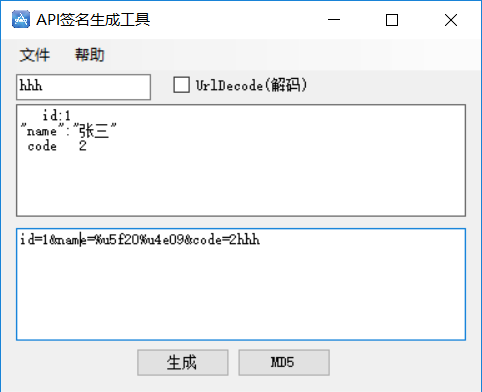 API签名生成工具
文件 帮助
hhh UrlDecode(解码)
id:1
"name":"张三"
code 2
id=1&name=%u5f20%u4e09&code=2hhh
生成 MD5